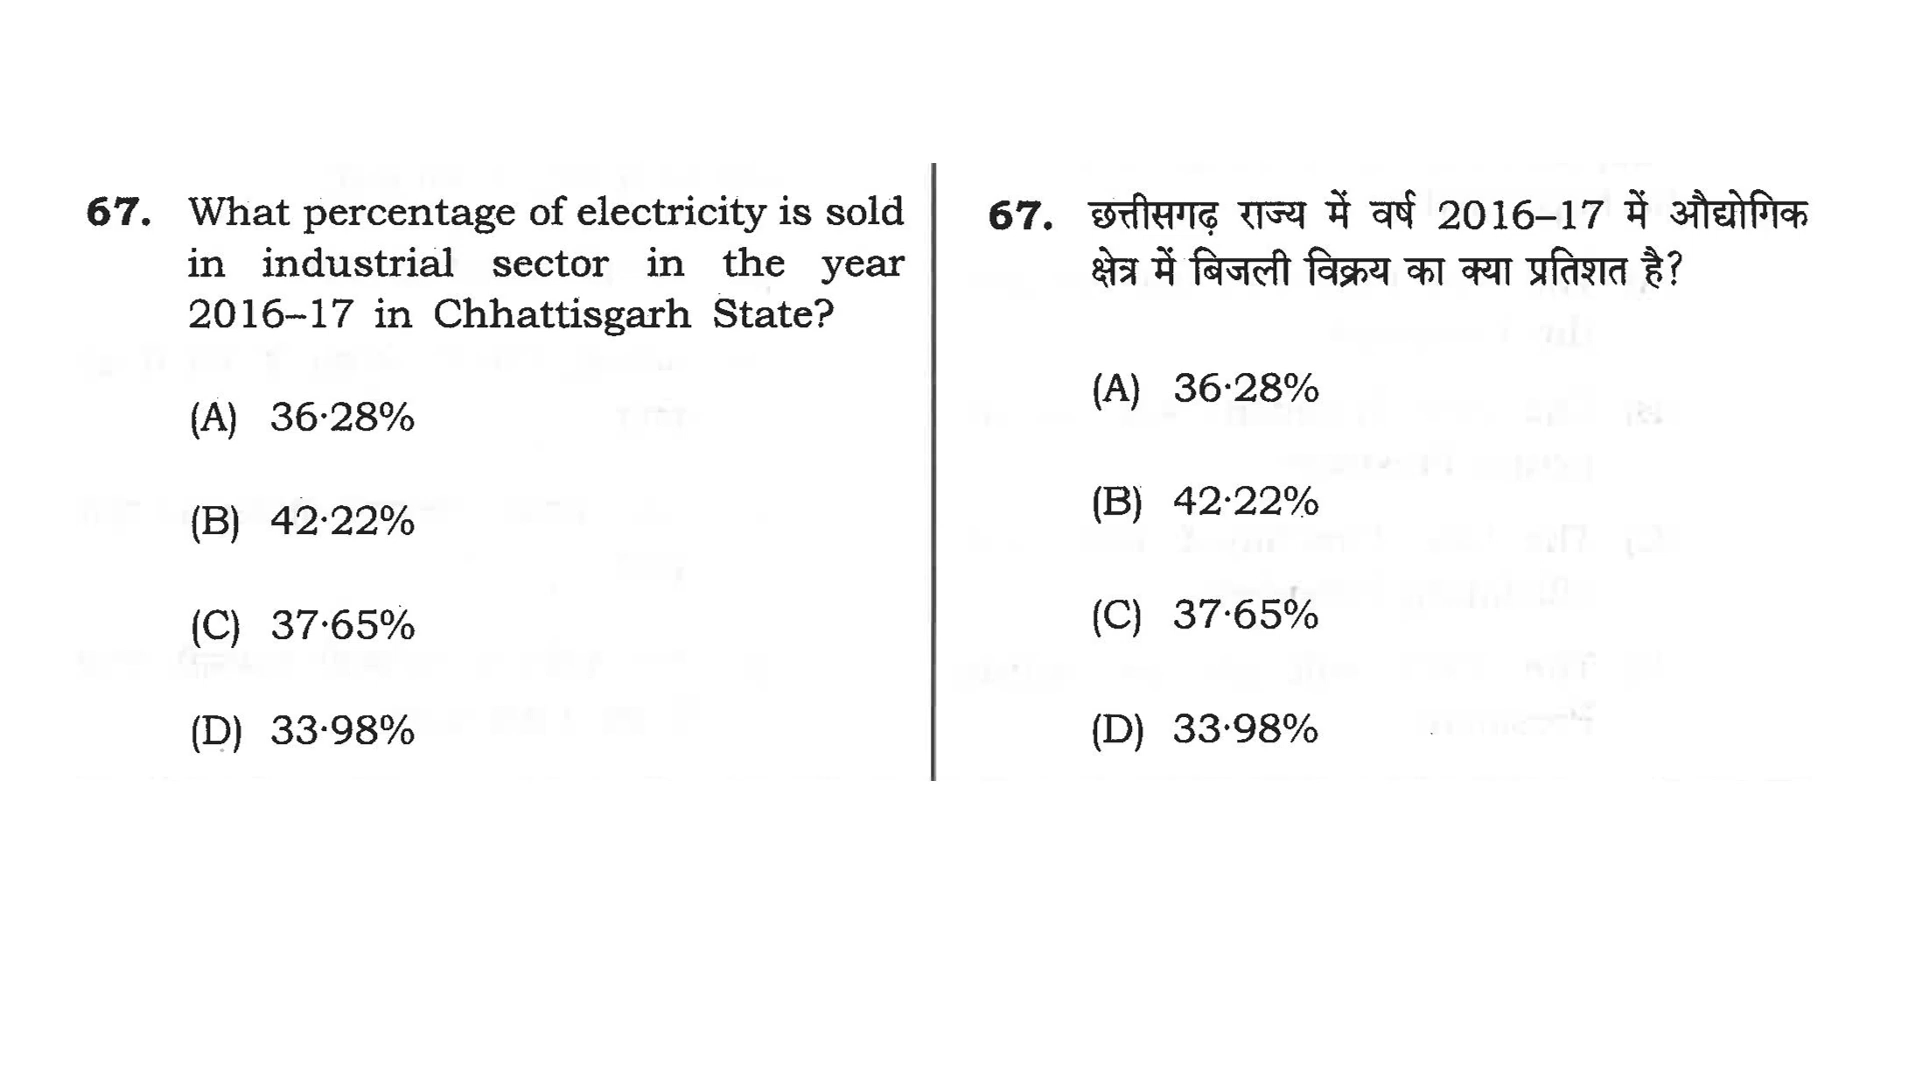 67. What percentage of electricity is sold
in industrial sector in the year
2016–17 in Chhattisgarh State?
(A) 36·28%
(B) 42·22%
(C) 37·65%
(D) 33·98%
67. छत्तीसगढ़ राज्य में वर्ष 2016–17 में औद्योगिक
क्षेत्र में बिजली विक्रय का क्या प्रतिशत है?
(A) 36·28%
(B) 42·22%
(C) 37·65%
(D) 33·98%